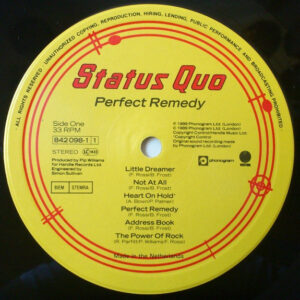 ALL RIGHTS RESERVED · UNAUTHORIZED COPYING, REPRODUCTION, HIRING, LENDING, PUBLIC PERFORMANCE AND BROADCASTING PROHIBITED
Status Quo
Perfect Remedy
Side One
33 RPM
842 098-1 1
STEREO
Produced by Pip Williams
for Handle Records Ltd.
Engineered by
Simon Sullivan
BIEM STEMRA
℗ 1989 Phonogram Ltd. (London)
© 1989 Phonogram Ltd. (London)
Original sound recording made
by Phonogram Ltd. (London)
phonogram
vertigo
Little Dreamer
(F. Rossi/B. Frost)
Not At All
(F. Rossi/B. Frost)
Heart On Hold
(A. Bown/P. Palmer)
Perfect Remedy
(F. Rossi/B. Frost)
Address Book
(F. Rossi/B. Frost)
The Power Of Rock
(R. Parfitt/P. Williams/F. Rossi)
Made in the Netherlands